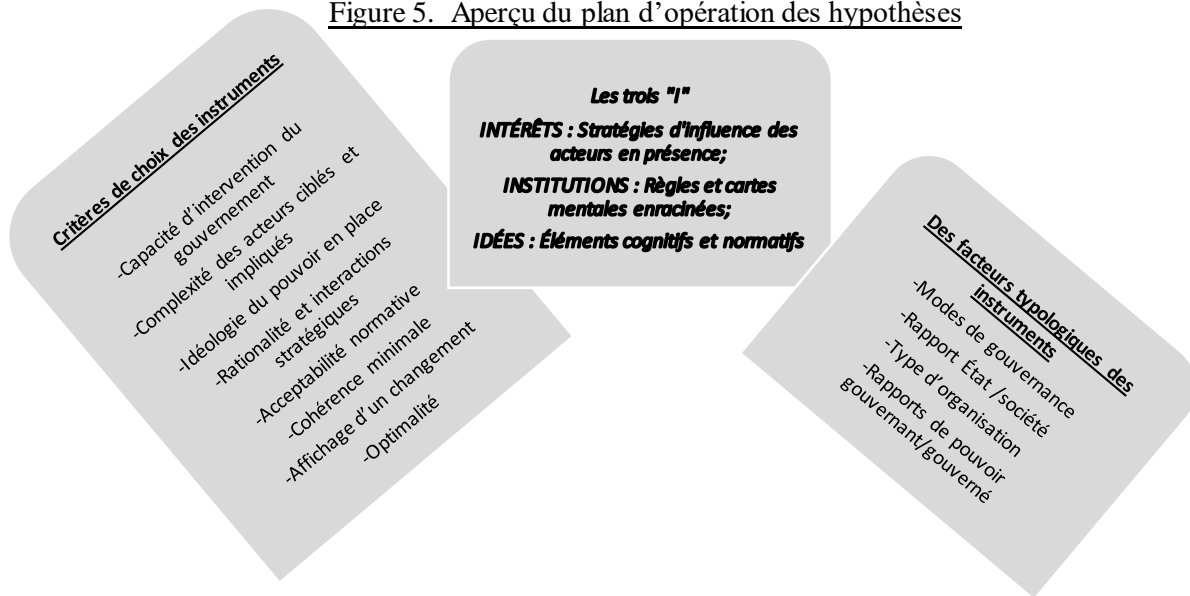 Figure 5. Aperçu du plan d'opération des hypothèses
Critères de choix des instruments
-Capacité d'intervention du
gouvernement
-Complexité des acteurs ciblés et
impliqués
-Idéologie du pouvoir en place
-Rationalité et interactions
stratégiques
-Acceptabilité normative
-Cohérence minimale
-Affichage d'un changement
-Optimalité
Les trois "I"
INTÉRÊTS : Stratégies d'influence des
acteurs en présence;
INSTITUTIONS : Règles et cartes
mentales enracinées;
IDÉES : Éléments cognitifs et normatifs
Des facteurs typologiques des
instruments
-Modes de gouvernance
-Rapport État /société
-Type d'organisation
-Rapports de pouvoir
gouvernant/gouverné